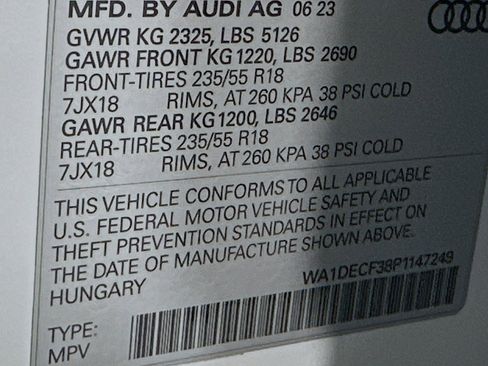 MFD. BY AUDI AG 06 23
GVWR KG 2325, LBS 5126
GAWR FRONT KG 1220, LBS 2690
FRONT-TIRES 235/55 R18
7JX18 RIMS, AT 260 KPA 38 PSI COLD
GAWR REAR KG 1200, LBS 2646
REAR-TIRES 235/55 R18
7JX18 RIMS, AT 260 KPA 38 PSI COLD
THIS VEHICLE CONFORMS TO ALL APPLICABLE
U.S. FEDERAL MOTOR VEHICLE SAFETY AND
THEFT PREVENTION STANDARDS IN EFFECT ON
THE DATE OF MANUFACTURE SHOWN ABOVE.
HUNGARY WA1DECF38P1147249
TYPE:
MPV